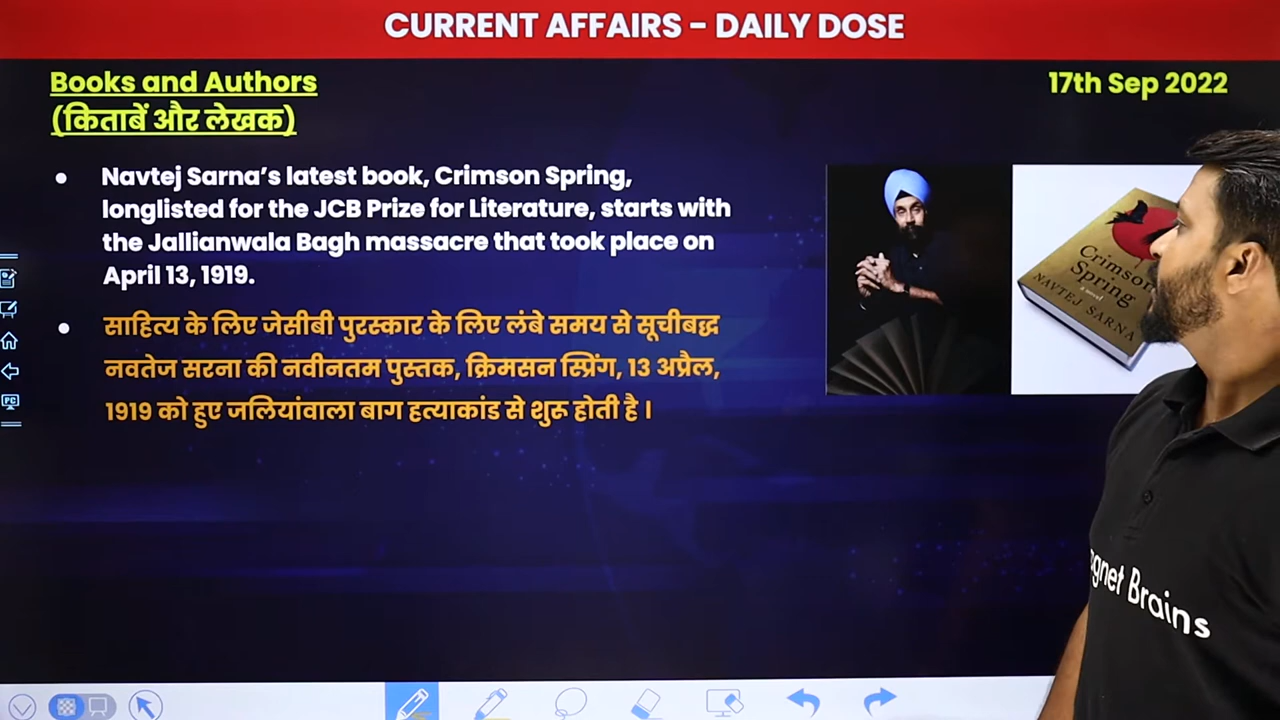 CURRENT AFFAIRS – DAILY DOSE
Books and Authors
(किताबें और लेखक)
17th Sep 2022
• Navtej Sarna's latest book, Crimson Spring,
longlisted for the JCB Prize for Literature, starts with
the Jallianwala Bagh massacre that took place on
April 13, 1919.
• साहित्य के लिए जेसीबी पुरस्कार के लिए लंबे समय से सूचीबद्ध
नवतेज सरना की नवीनतम पुस्तक, क्रिमसन स्प्रिंग, 13 अप्रैल,
1919 को हुए जलियांवाला बाग हत्याकांड से शुरू होती है ।
Crimson
Spring
a novel
NAVTEJ SARNA
PC
agnet Brains